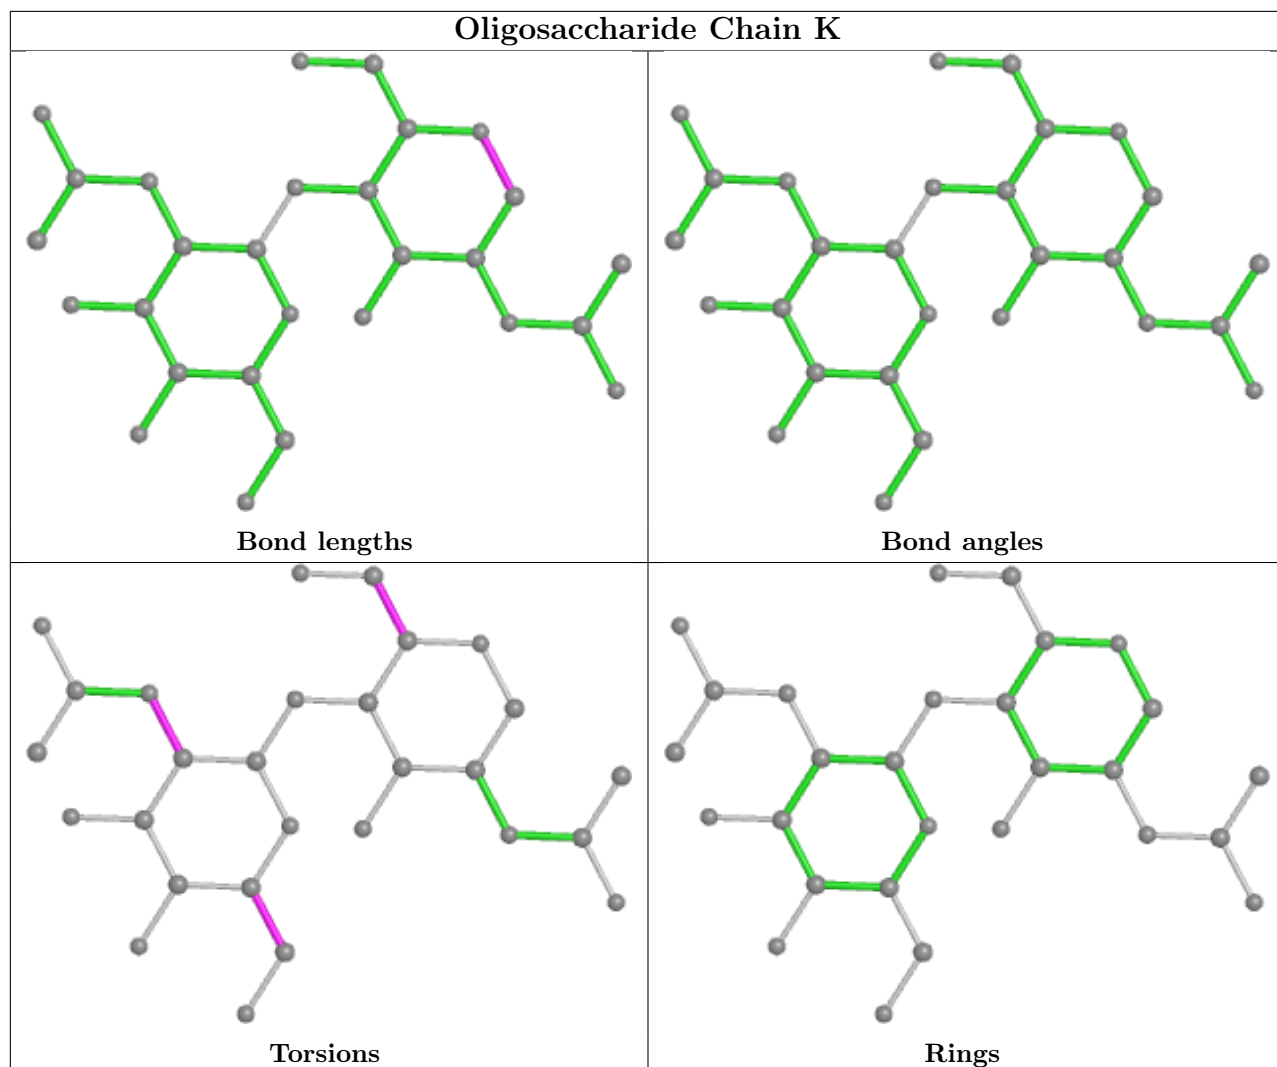 Oligosaccharide Chain K
Bond lengths
Bond angles
Torsions
Rings